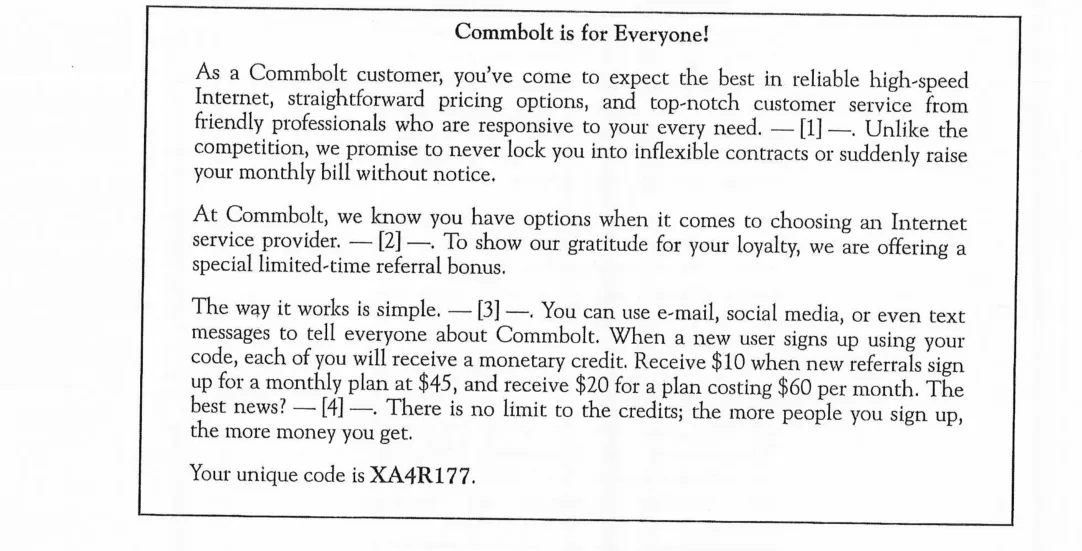 Commbolt is for Everyone!
As a Commbolt customer, you've come to expect the best in reliable high-speed
Internet, straightforward pricing options, and top-notch customer service from
friendly professionals who are responsive to your every need. — [1] —. Unlike the
competition, we promise to never lock you into inflexible contracts or suddenly raise
your monthly bill without notice.
At Commbolt, we know you have options when it comes to choosing an Internet
service provider. — [2] —. To show our gratitude for your loyalty, we are offering a
special limited-time referral bonus.
The way it works is simple. — [3] —. You can use e-mail, social media, or even text
messages to tell everyone about Commbolt. When a new user signs up using your
code, each of you will receive a monetary credit. Receive $10 when new referrals sign
up for a monthly plan at $45, and receive $20 for a plan costing $60 per month. The
best news? — [4] —. There is no limit to the credits; the more people you sign up,
the more money you get.
Your unique code is XA4R177.